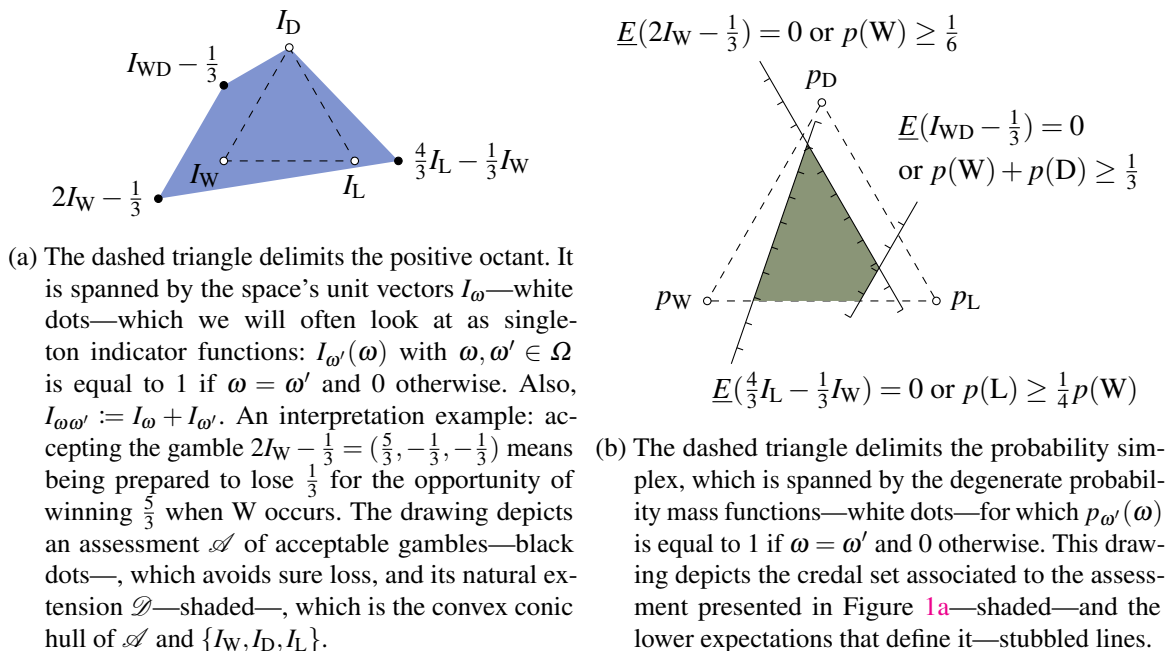 I_D
I_WD − 1/3
I_W
I_L
4/3 I_L − 1/3 I_W
2I_W − 1/3
(a) The dashed triangle delimits the positive octant. It
is spanned by the space's unit vectors I_ω—white
dots—which we will often look at as single-
ton indicator functions: I_ω′(ω) with ω, ω′ ∈ Ω
is equal to 1 if ω = ω′ and 0 otherwise. Also,
I_ωω′ := I_ω + I_ω′. An interpretation example: ac-
cepting the gamble 2I_W − 1/3 = (5/3, −1/3, −1/3) means
being prepared to lose 1/3 for the opportunity of
winning 5/3 when W occurs. The drawing depicts
an assessment 𝒜 of acceptable gambles—black
dots—, which avoids sure loss, and its natural ex-
tension 𝒟—shaded—, which is the convex conic
hull of 𝒜 and {I_W, I_D, I_L}.
E̲(2I_W − 1/3) = 0 or p(W) ≥ 1/6
p_D
E̲(I_WD − 1/3) = 0
or p(W) + p(D) ≥ 1/3
p_W
p_L
E̲(4/3 I_L − 1/3 I_W) = 0 or p(L) ≥ 1/4 p(W)
(b) The dashed triangle delimits the probability sim-
plex, which is spanned by the degenerate probabil-
ity mass functions—white dots—for which p_ω′(ω)
is equal to 1 if ω = ω′ and 0 otherwise. This draw-
ing depicts the credal set associated to the assess-
ment presented in Figure 1a—shaded—and the
lower expectations that define it—stubbled lines.